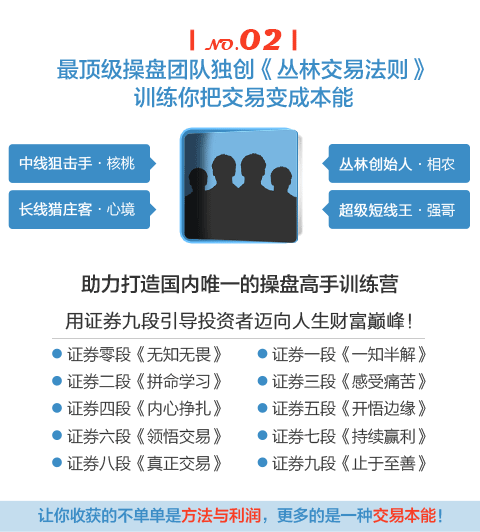 NO.02
最顶级操盘团队独创《丛林交易法则》
训练你把交易变成本能
中线狙击手·核桃
丛林创始人·相农
长线猎庄客·心境
超级短线王·强哥
助力打造国内唯一的操盘高手训练营
用证券九段引导投资者迈向人生财富巅峰！
证券零段《无知无畏》
证券一段《一知半解》
证券二段《拼命学习》
证券三段《感受痛苦》
证券四段《内心挣扎》
证券五段《开悟边缘》
证券六段《领悟交易》
证券七段《持续赢利》
证券八段《真正交易》
证券九段《止于至善》
让你收获的不单单是方法与利润，更多的是一种交易本能！